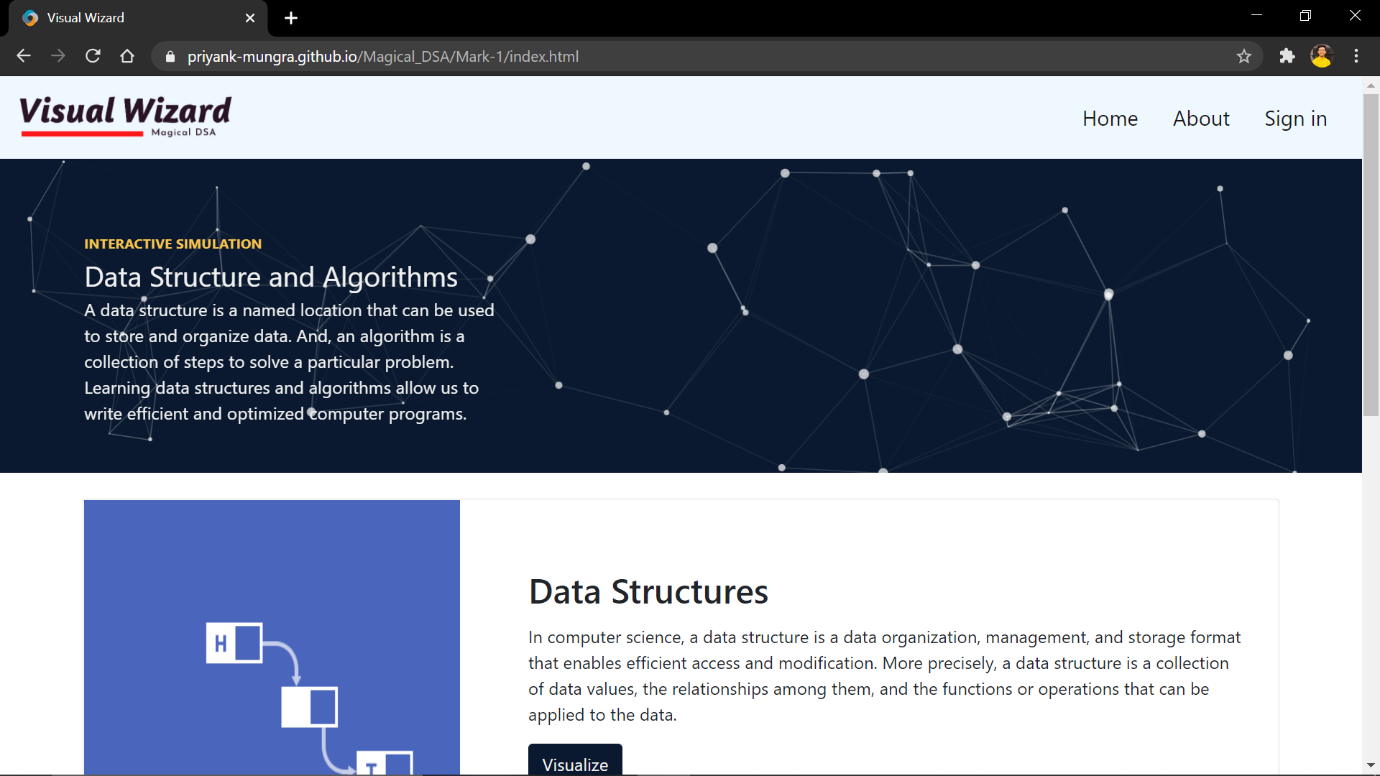 Visual Wizard
priyank-mungra.github.io/Magical_DSA/Mark-1/index.html
Visual Wizard
Magical DSA
Home About Sign in
INTERACTIVE SIMULATION
Data Structure and Algorithms
A data structure is a named location that can be used
to store and organize data. And, an algorithm is a
collection of steps to solve a particular problem.
Learning data structures and algorithms allow us to
write efficient and optimized computer programs.
H
T
Data Structures
In computer science, a data structure is a data organization, management, and storage format
that enables efficient access and modification. More precisely, a data structure is a collection
of data values, the relationships among them, and the functions or operations that can be
applied to the data.
Visualize